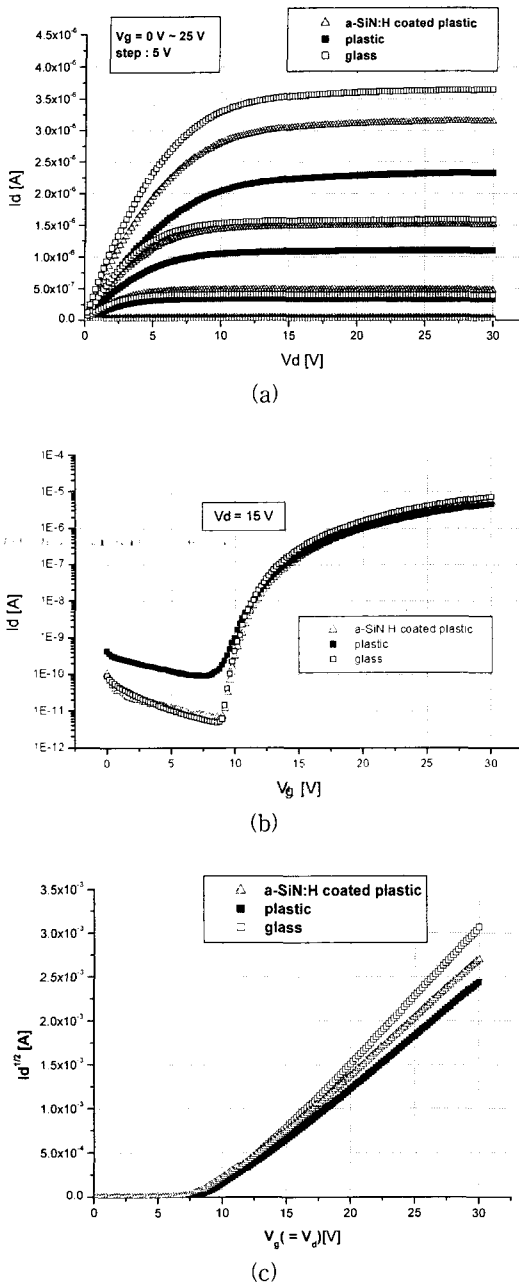 Vg = 0 V ~ 25 V
step : 5 V
a-SiN:H coated plastic
plastic
glass
4.5x10⁻⁶
4.0x10⁻⁶
3.5x10⁻⁶
3.0x10⁻⁶
2.5x10⁻⁶
2.0x10⁻⁶
1.5x10⁻⁶
1.0x10⁻⁶
5.0x10⁻⁷
0.0
Id [A]
0 5 10 15 20 25 30
Vd [V]
(a)
1E-4
1E-5
1E-6
1E-7
1E-8
1E-9
1E-10
1E-11
1E-12
Id [A]
Vd = 15 V
a-SiN H coated plastic
plastic
glass
0 5 10 15 20 25 30
Vg [V]
(b)
a-SiN:H coated plastic
plastic
glass
3.5x10⁻³
3.0x10⁻³
2.5x10⁻³
2.0x10⁻³
1.5x10⁻³
1.0x10⁻³
5.0x10⁻⁴
0.0
Id^1/2 [A]
0 5 10 15 20 25 30
Vg( = Vd)[V]
(c)